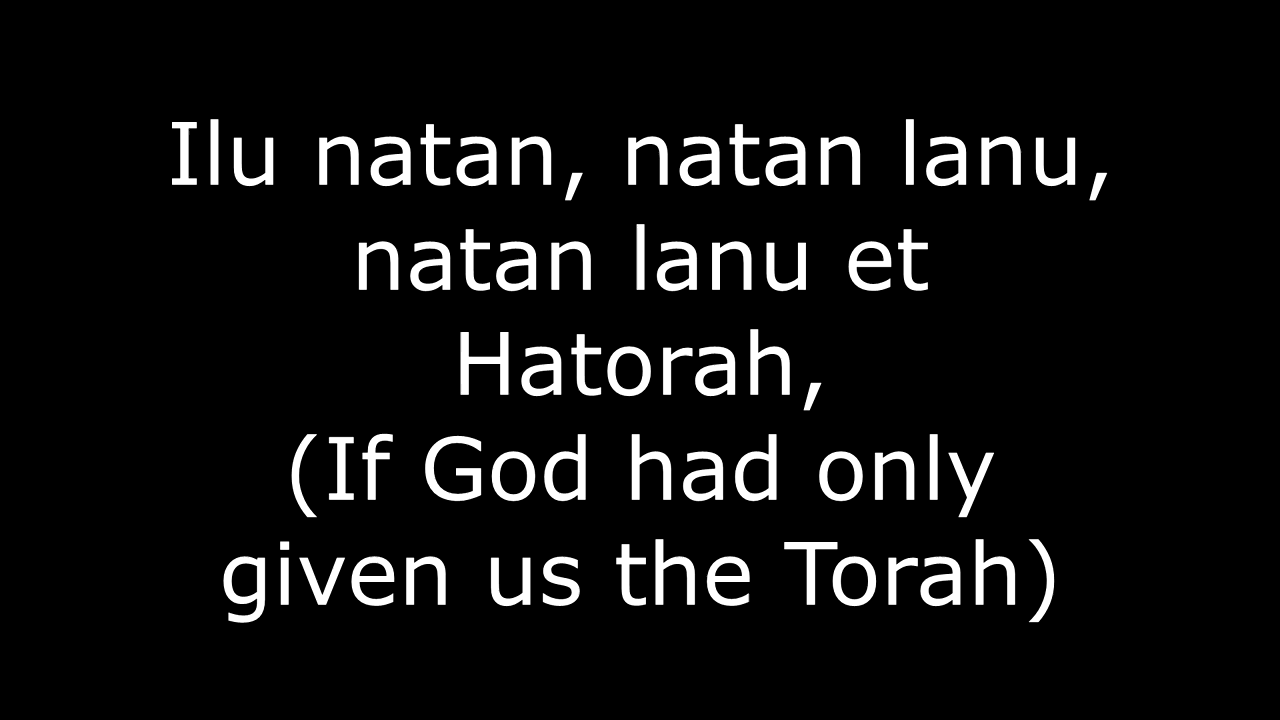 Ilu natan, natan lanu,
natan lanu et
Hatorah,
(If God had only
given us the Torah)